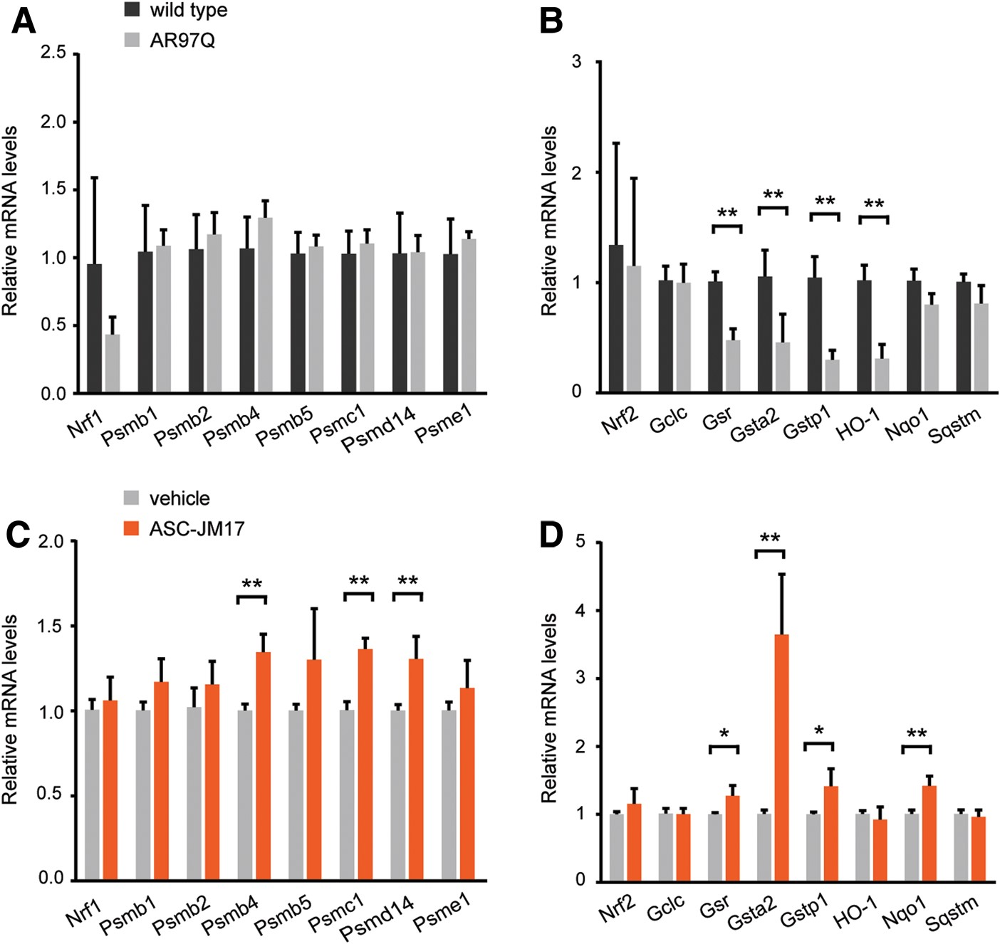 A
wild type
AR97Q
2.5
2.0
1.5
1.0
0.5
0.0
Relative mRNA levels
Nrf1
Psmb1
Psmb2
Psmb4
Psmb5
Psmc1
Psmd14
Psme1
B
3
2
1
0
Relative mRNA levels
**
**
**
**
Nrf2
Gclc
Gsr
Gsta2
Gstp1
HO-1
Nqo1
Sqstm
C
vehicle
ASC-JM17
2.0
1.5
1.0
0.5
0.0
Relative mRNA levels
**
**
**
Nrf1
Psmb1
Psmb2
Psmb4
Psmb5
Psmc1
Psmd14
Psme1
D
5
4
3
2
1
0
Relative mRNA levels
*
**
*
**
Nrf2
Gclc
Gsr
Gsta2
Gstp1
HO-1
Nqo1
Sqstm